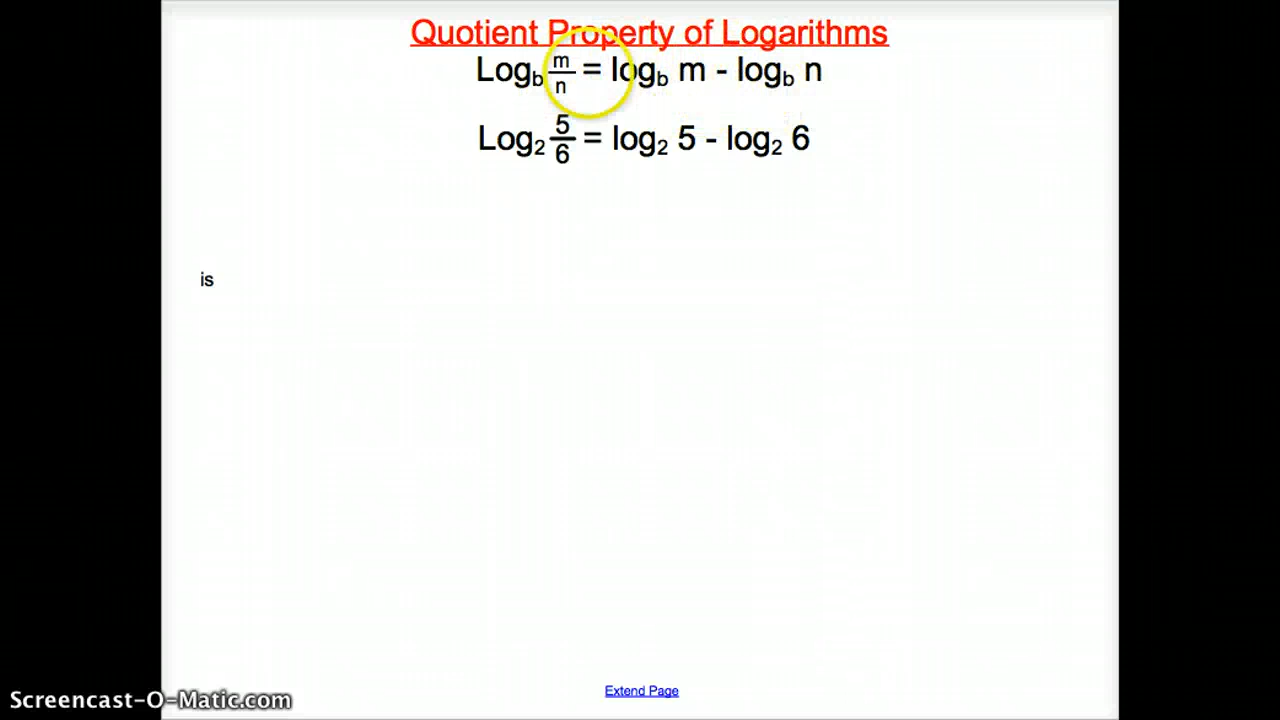 Quotient Property of Logarithms
Log_b m/n = log_b m - log_b n
Log_2 5/6 = log_2 5 - log_2 6
is
Extend Page
Screencast-O-Matic.com